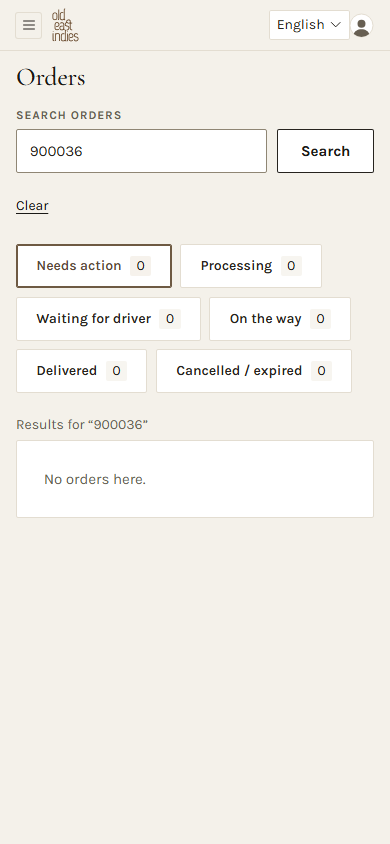 old
east
indies
English
Orders
SEARCH ORDERS
900036
Search
Clear
Needs action 0
Processing 0
Waiting for driver 0
On the way 0
Delivered 0
Cancelled / expired 0
Results for “900036”
No orders here.